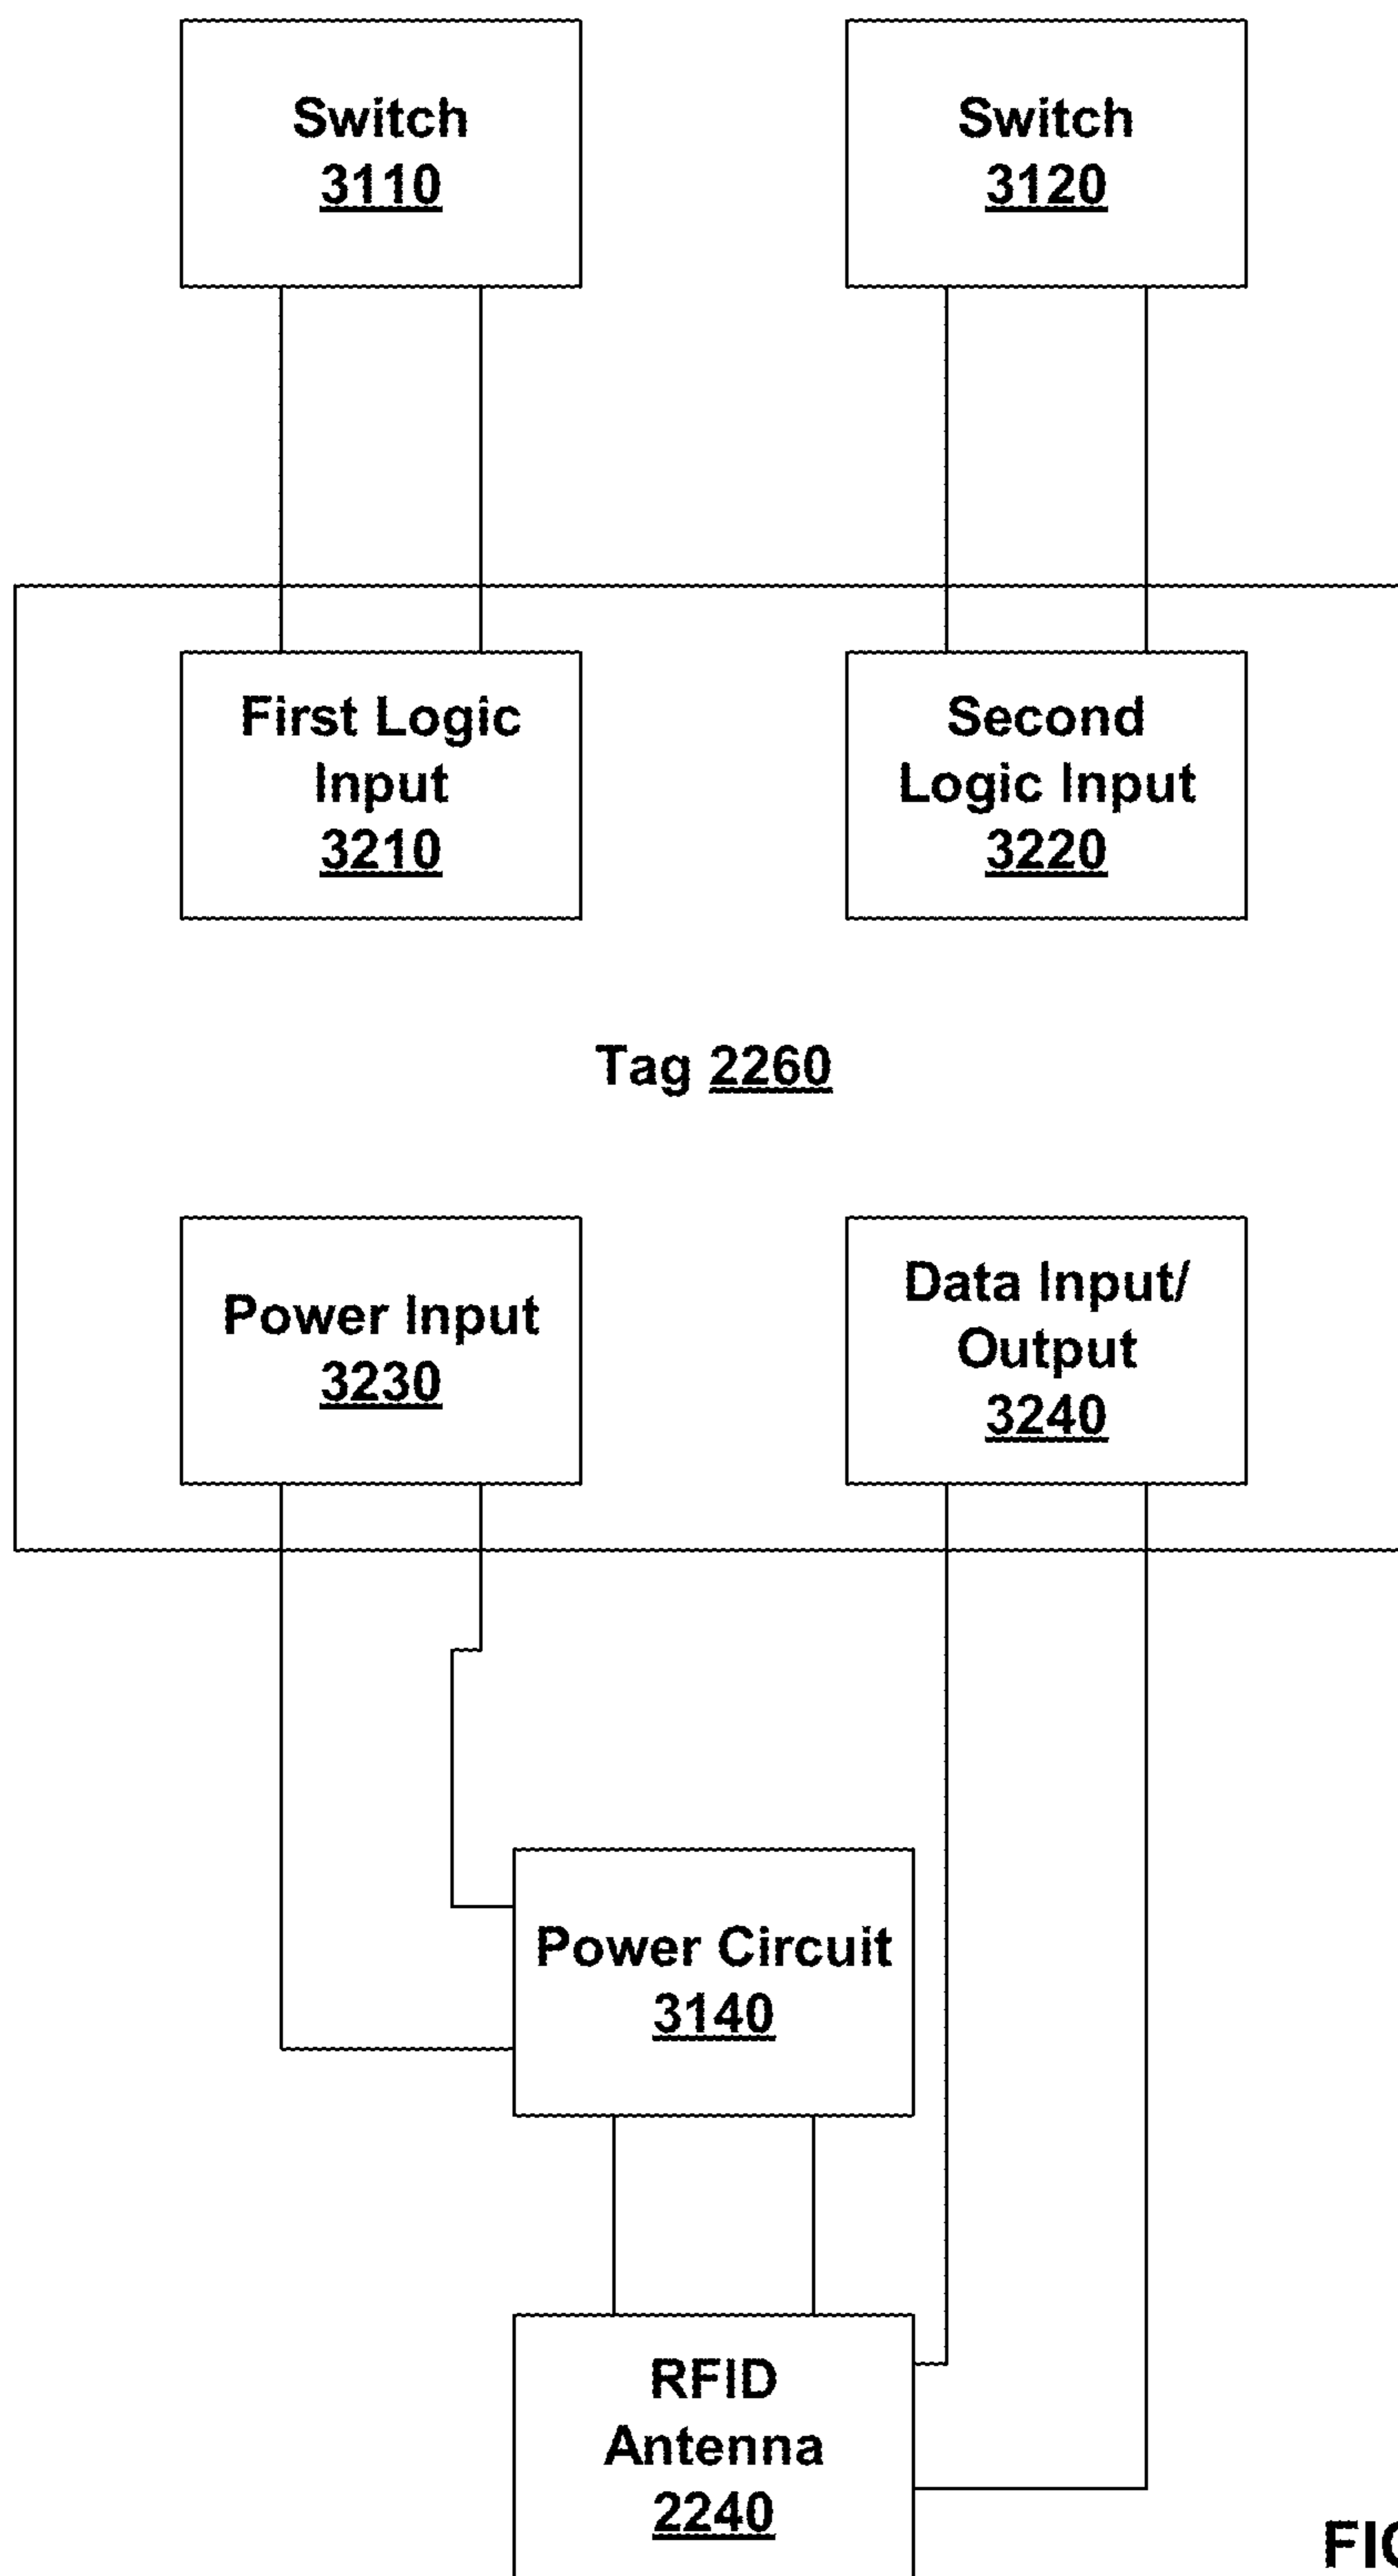 Switch
3110
Switch
3120
First Logic
Input
3210
Second
Logic Input
3220
Tag 2260
Power Input
3230
Data Input/
Output
3240
Power Circuit
3140
RFID
Antenna
2240